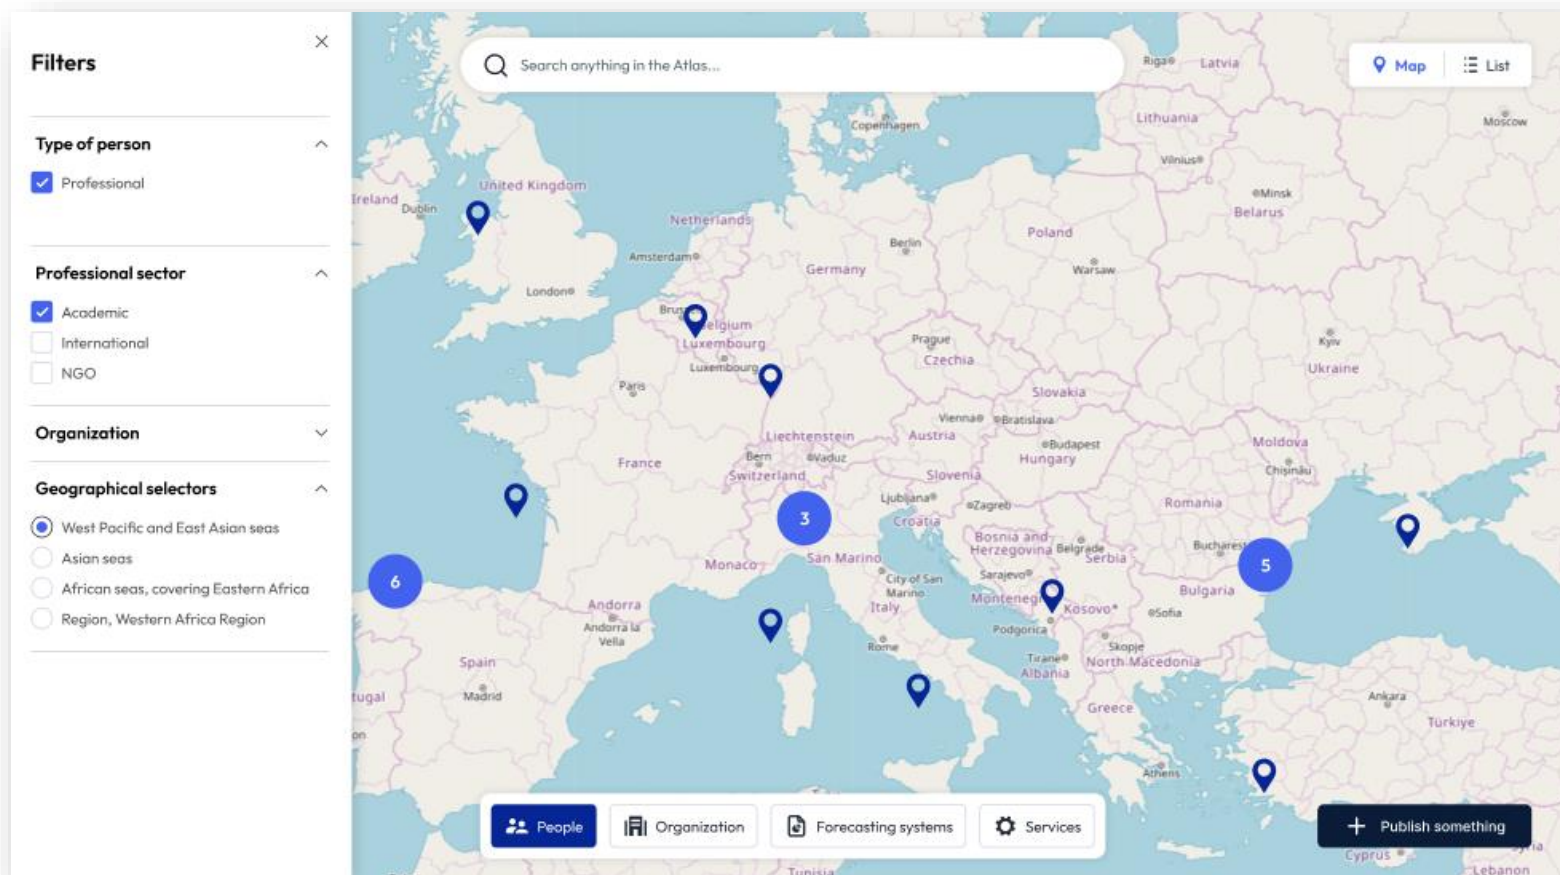 Filters
Type of person
Professional
Professional sector
Academic
International
NGO
Organization
Geographical selectors
West Pacific and East Asian seas
Asian seas
African seas, covering Eastern Africa
Region, Western Africa Region
Search anything in the Atlas...
Map
List
Riga
Latvia
Copenhagen
Lithuania
Moscow
Vilnius
United Kingdom
Ireland
Dublin
Minsk
Belarus
Netherlands
Poland
Berlin
Amsterdam
Germany
Warsaw
London
Belgium
Luxembourg
Prague
Kyiv
Czechia
Luxembourg
Ukraine
Paris
Slovakia
Vienna
Bratislava
Liechtenstein
Austria
Moldova
Budapest
Bern
Vaduz
Hungary
France
Chișinău
Switzerland
Slovenia
Ljubljana
Zagreb
Romania
3
Croatia
Bosnia and
Herzegovina
Belgrade
Bucharest
San Marino
Serbia
Monaco
5
6
City of San
Marino
Sarajevo
Bulgaria
Andorra
Italy
Kosovo*
Sofia
Andorra la
Vella
Podgorica
Rome
Skopje
Spain
Tirane
North Macedonia
Albania
tugal
Madrid
Ankara
Greece
Türkiye
Athens
People
Organization
Forecasting systems
Services
Publish something
Cyprus
Lebanon
Tunisia